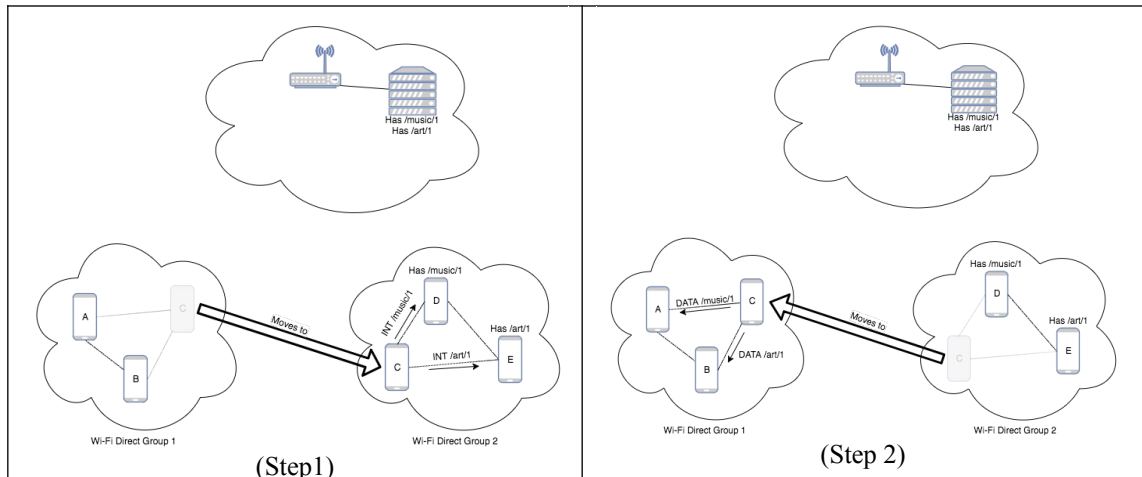 Has /music/1
Has /art/1
Has /music/1
D
A
C
INT /music/1
Moves to
Has /art/1
C
INT /art/1
E
B
Wi-Fi Direct Group 1
Wi-Fi Direct Group 2
(Step1)
Has /music/1
Has /art/1
Has /music/1
D
A
DATA /music/1
C
Moves to
Has /art/1
B
DATA /art/1
C
E
Wi-Fi Direct Group 1
Wi-Fi Direct Group 2
(Step 2)